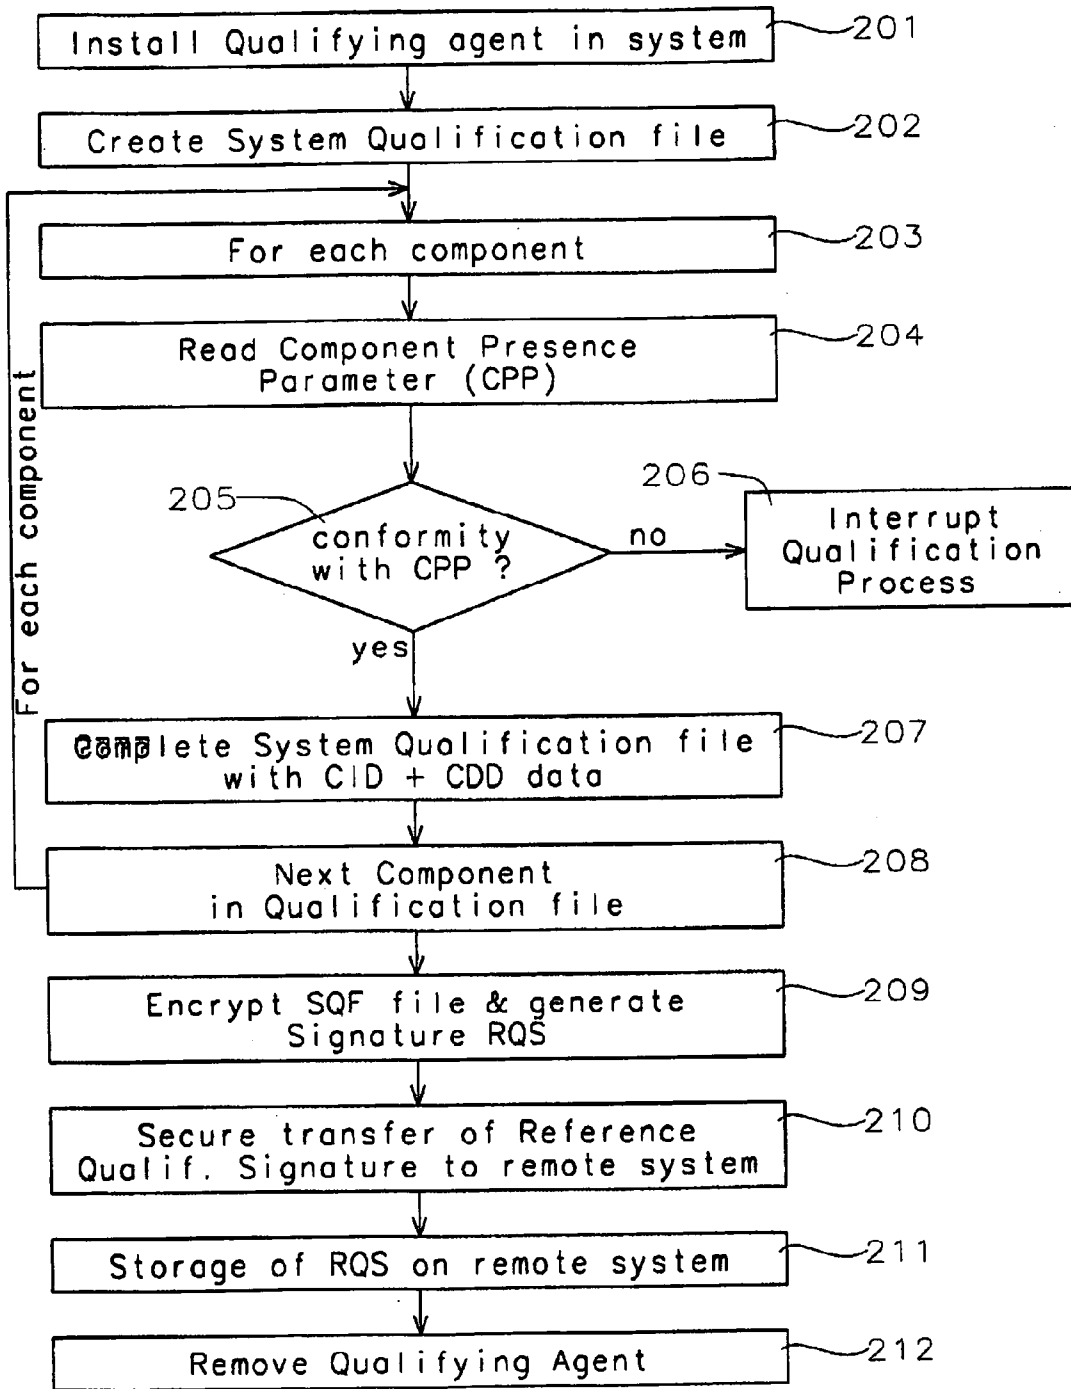 Install Qualifying agent in system
201
Create System Qualification file
202
For each component
203
Read Component Presence
Parameter (CPP)
204
For each component
205
conformity
with CPP ?
no
206
Interrupt
Qualification
Process
yes
Complete System Qualification file
with CID + CDD data
207
Next Component
in Qualification file
208
Encrypt SQF file & generate
Signature RQS
209
Secure transfer of Reference
Qualif. Signature to remote system
210
Storage of RQS on remote system
211
Remove Qualifying Agent
212